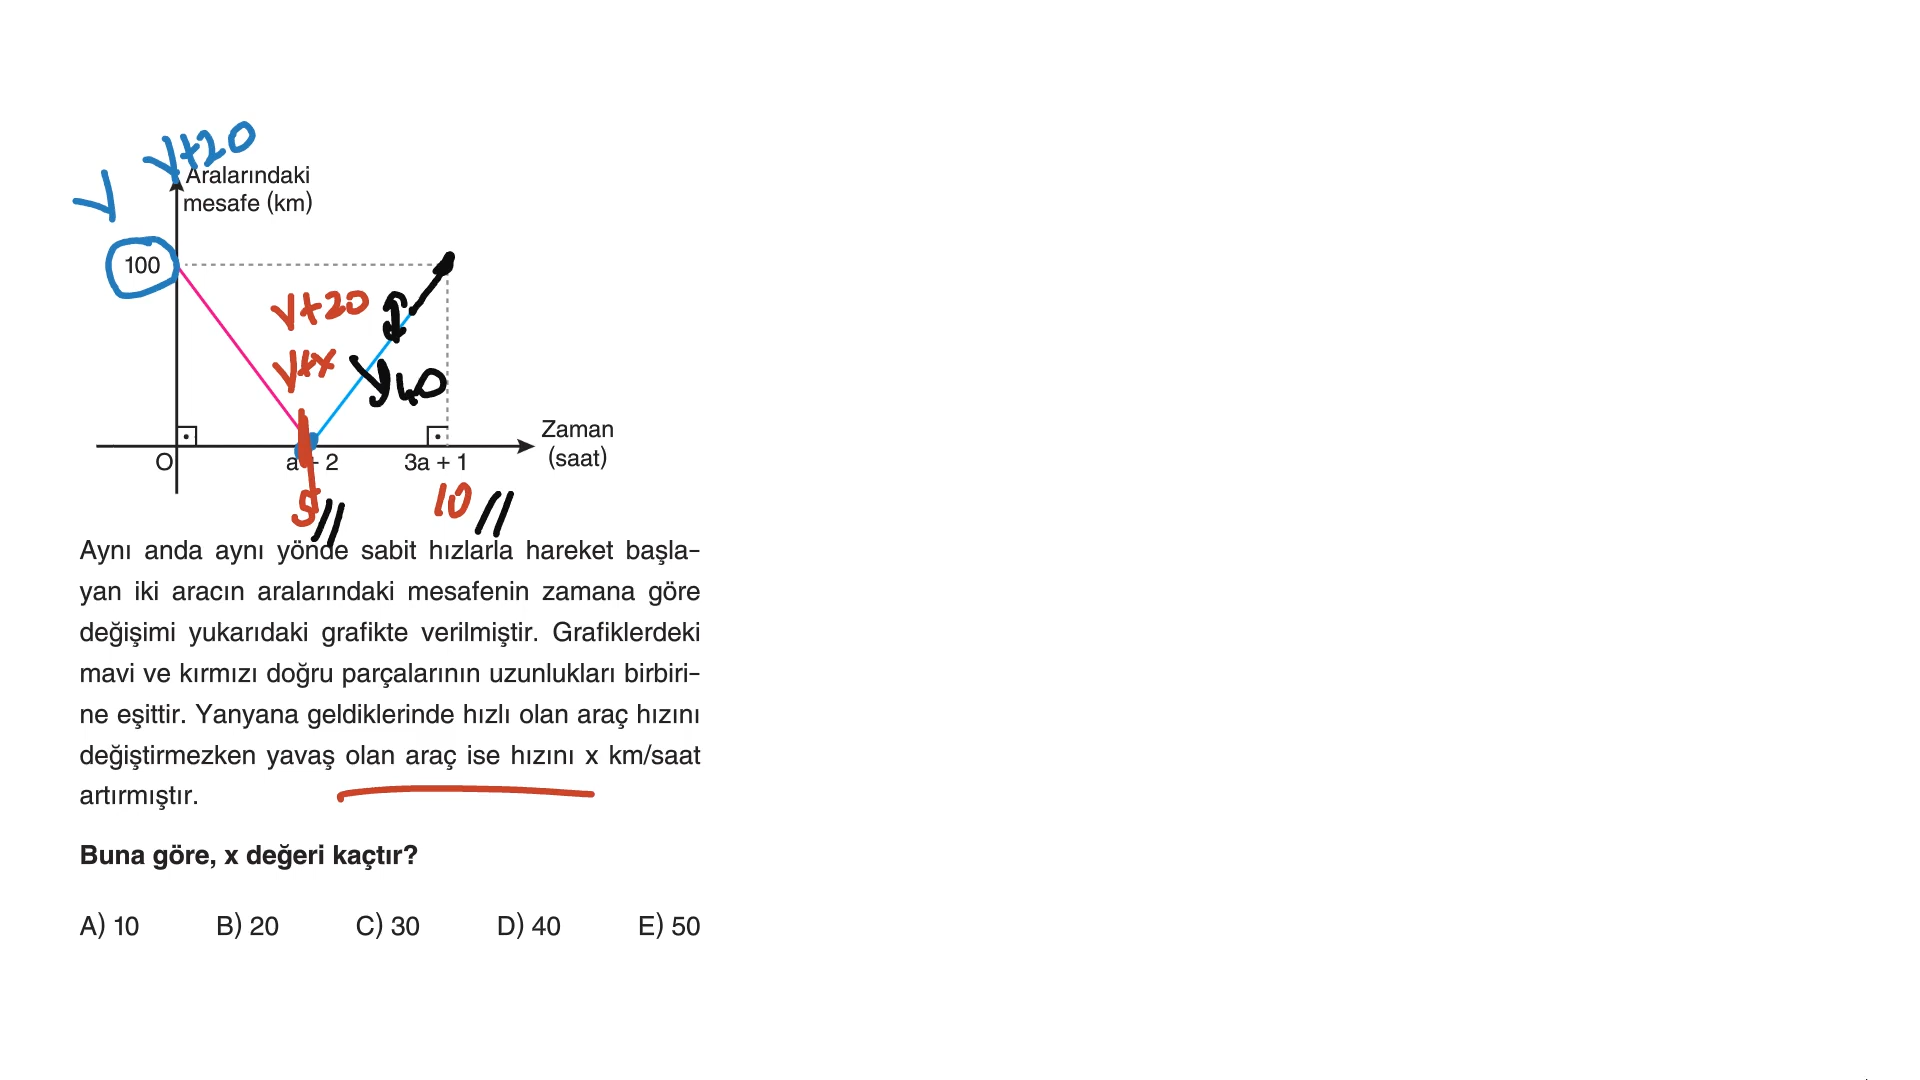 V+20
V
Aralarındaki
mesafe (km)
100
V+20
V+x
V40
Zaman
(saat)
O
a + 2
3a + 1
5
10
Aynı anda aynı yönde sabit hızlarla hareket başla-
yan iki aracın aralarındaki mesafenin zamana göre
değişimi yukarıdaki grafikte verilmiştir. Grafiklerdeki
mavi ve kırmızı doğru parçalarının uzunlukları birbiri-
ne eşittir. Yanyana geldiklerinde hızlı olan araç hızını
değiştirmezken yavaş olan araç ise hızını x km/saat
artırmıştır.
Buna göre, x değeri kaçtır?
A) 10 B) 20 C) 30 D) 40 E) 50